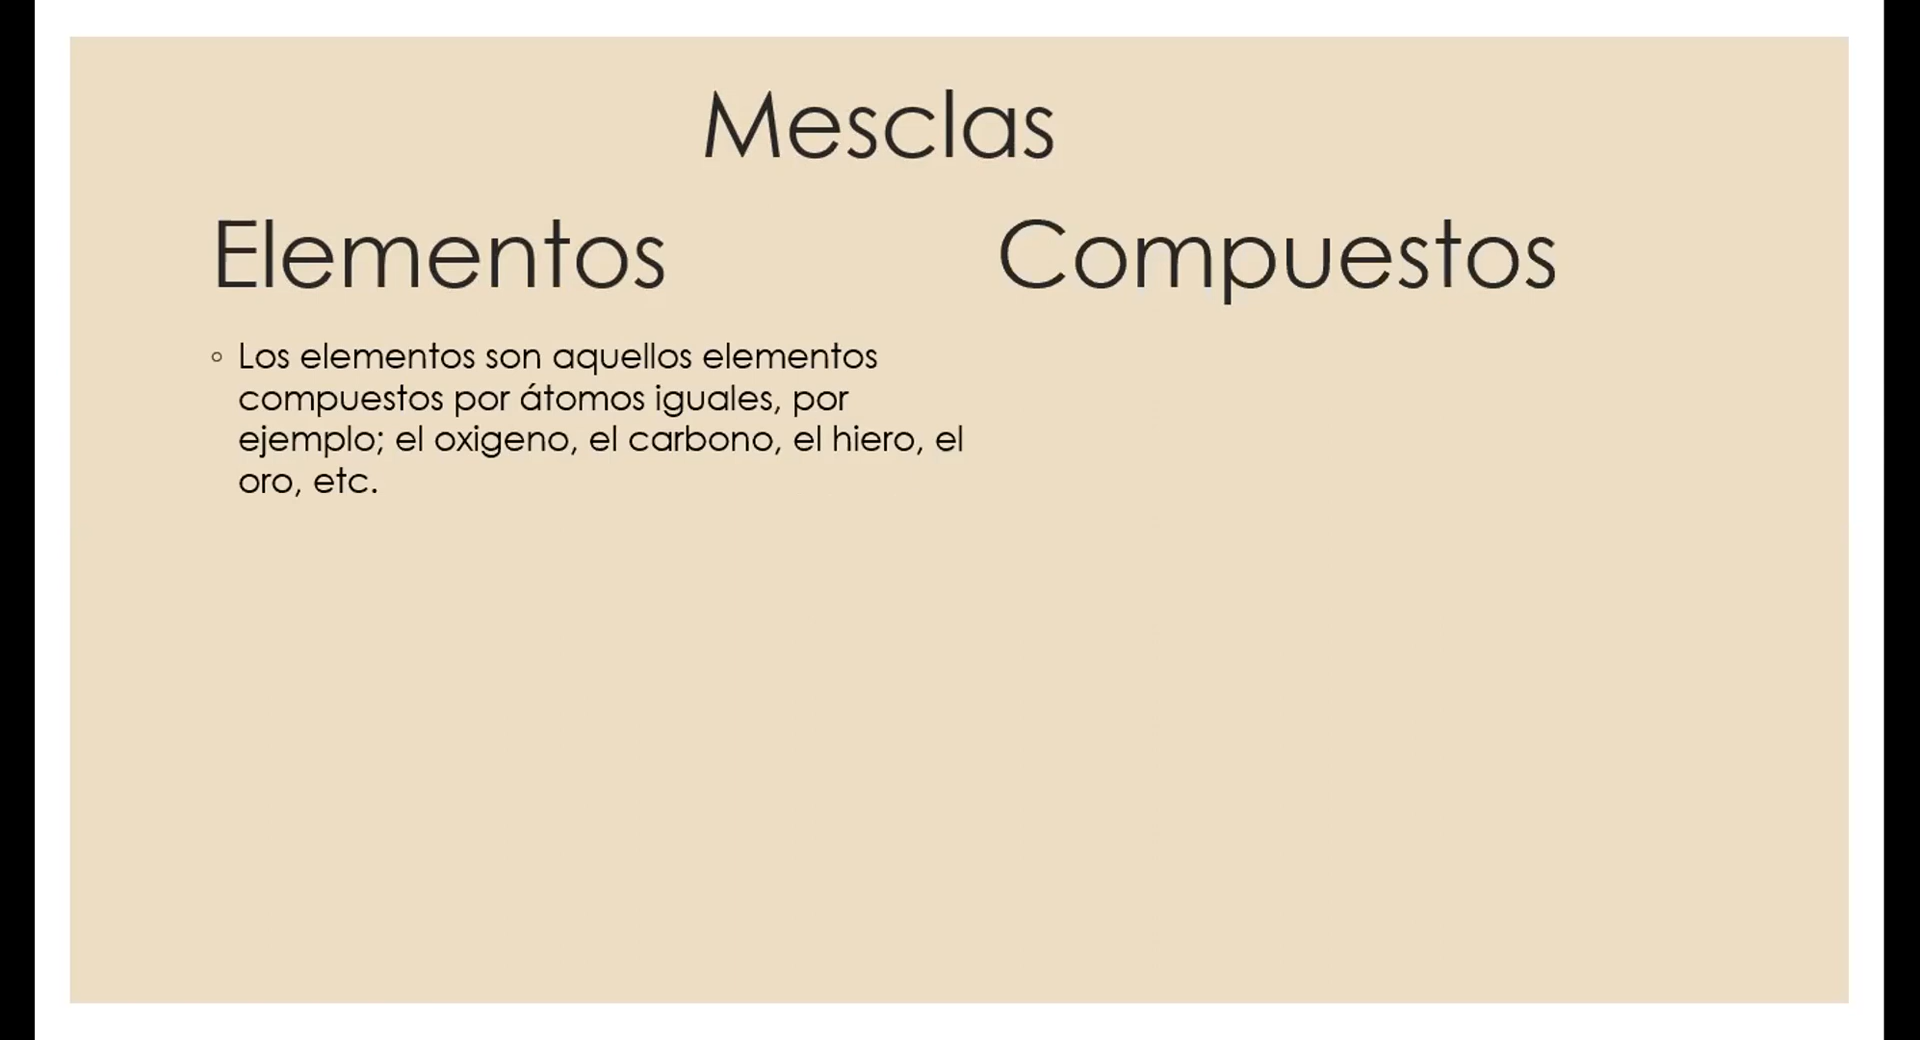 Mesclas
Elementos
Compuestos
Los elementos son aquellos elementos
compuestos por átomos iguales, por
ejemplo; el oxigeno, el carbono, el hiero, el
oro, etc.